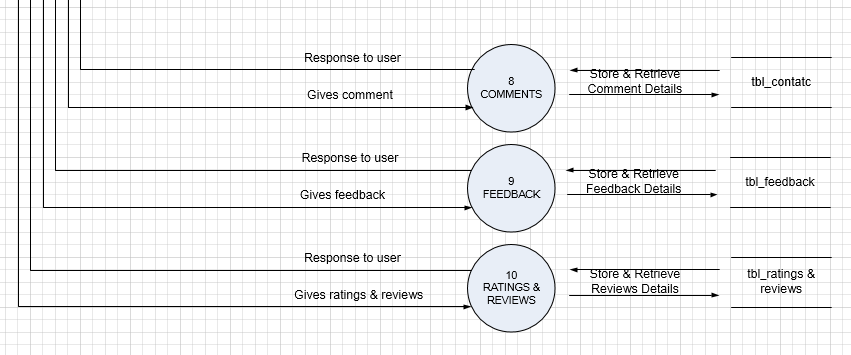 Response to user
8
COMMENTS
Store & Retrieve
Comment Details
tbl_contatc
Gives comment
Response to user
9
FEEDBACK
Store & Retrieve
Feedback Details
tbl_feedback
Gives feedback
Response to user
10
RATINGS &
REVIEWS
Store & Retrieve
Reviews Details
tbl_ratings &
reviews
Gives ratings & reviews